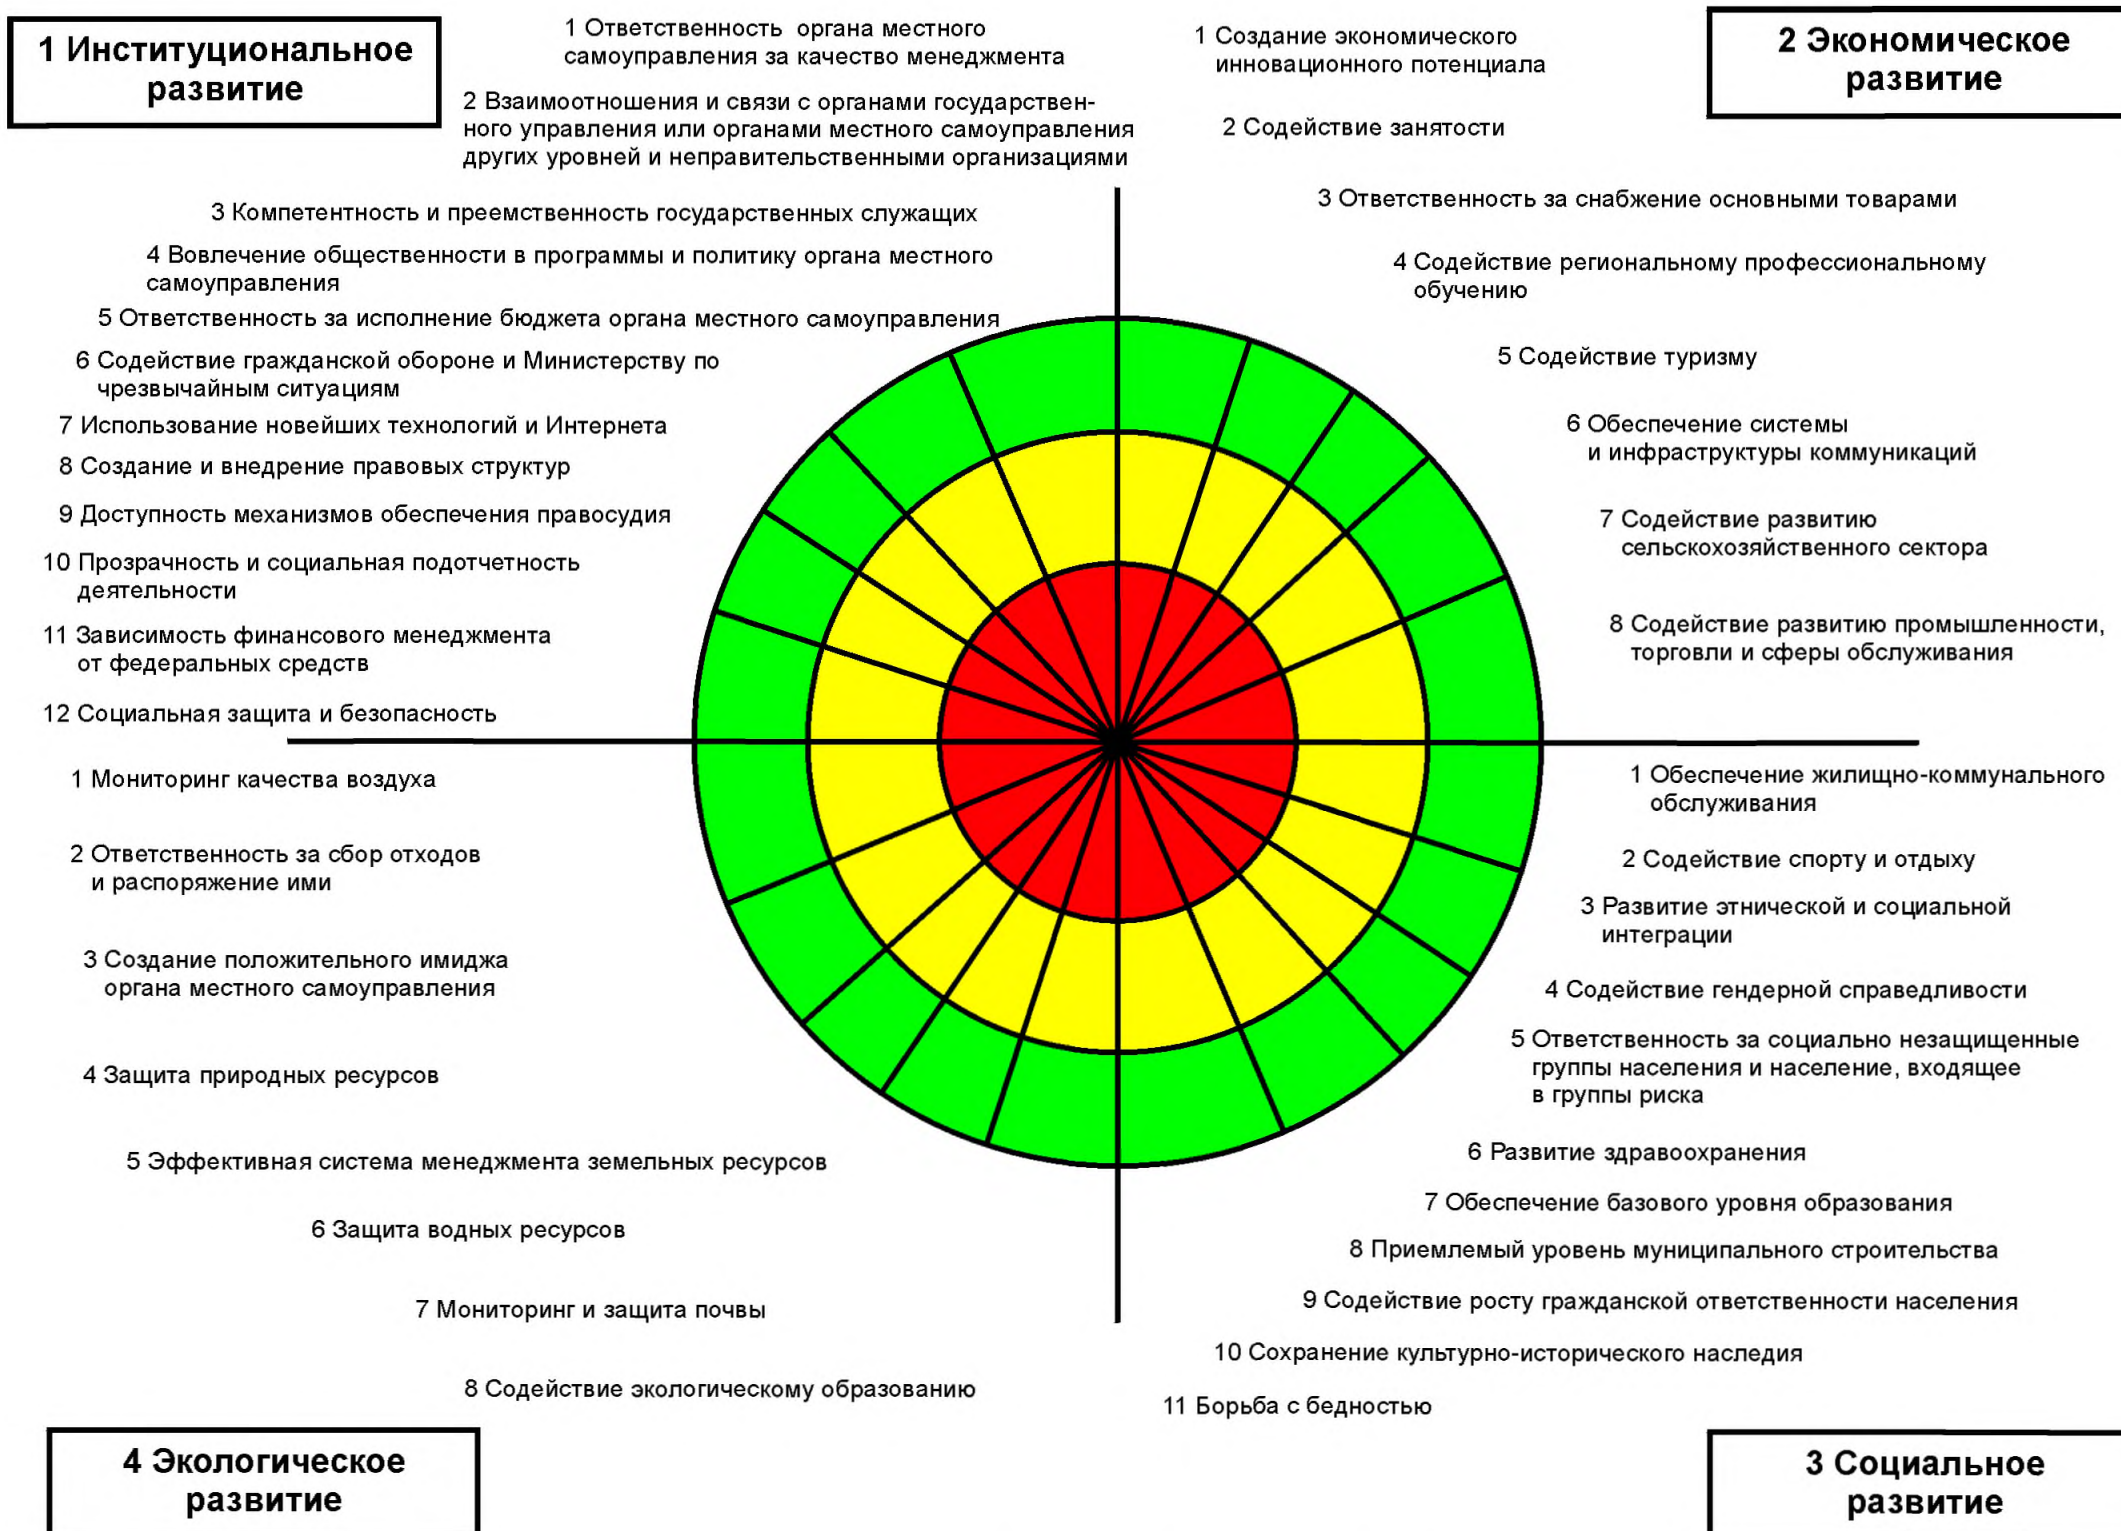 1 Институциональное
развитие
1 Ответственность органа местного
самоуправления за качество менеджмента
2 Взаимоотношения и связи с органами государствен-
ного управления или органами местного самоуправления
других уровней и неправительственными организациями
3 Компетентность и преемственность государственных служащих
4 Вовлечение общественности в программы и политику органа местного
самоуправления
5 Ответственность за исполнение бюджета органа местного самоуправления
6 Содействие гражданской обороне и Министерству по
чрезвычайным ситуациям
7 Использование новейших технологий и Интернета
8 Создание и внедрение правовых структур
9 Доступность механизмов обеспечения правосудия
10 Прозрачность и социальная подотчетность
деятельности
11 Зависимость финансового менеджмента
от федеральных средств
12 Социальная защита и безопасность
2 Экономическое
развитие
1 Создание экономического
инновационного потенциала
2 Содействие занятости
3 Ответственность за снабжение основными товарами
4 Содействие региональному профессиональному
обучению
5 Содействие туризму
6 Обеспечение системы
и инфраструктуры коммуникаций
7 Содействие развитию
сельскохозяйственного сектора
8 Содействие развитию промышленности,
торговли и сферы обслуживания
1 Обеспечение жилищно-коммунального
обслуживания
2 Содействие спорту и отдыху
3 Развитие этнической и социальной
интеграции
4 Содействие гендерной справедливости
5 Ответственность за социально незащищенные
группы населения и население, входящее
в группы риска
6 Развитие здравоохранения
7 Обеспечение базового уровня образования
8 Приемлемый уровень муниципального строительства
9 Содействие росту гражданской ответственности населения
10 Сохранение культурно-исторического наследия
11 Борьба с бедностью
3 Социальное
развитие
1 Мониторинг качества воздуха
2 Ответственность за сбор отходов
и распоряжение ими
3 Создание положительного имиджа
органа местного самоуправления
4 Защита природных ресурсов
5 Эффективная система менеджмента земельных ресурсов
6 Защита водных ресурсов
7 Мониторинг и защита почвы
8 Содействие экологическому образованию
4 Экологическое
развитие